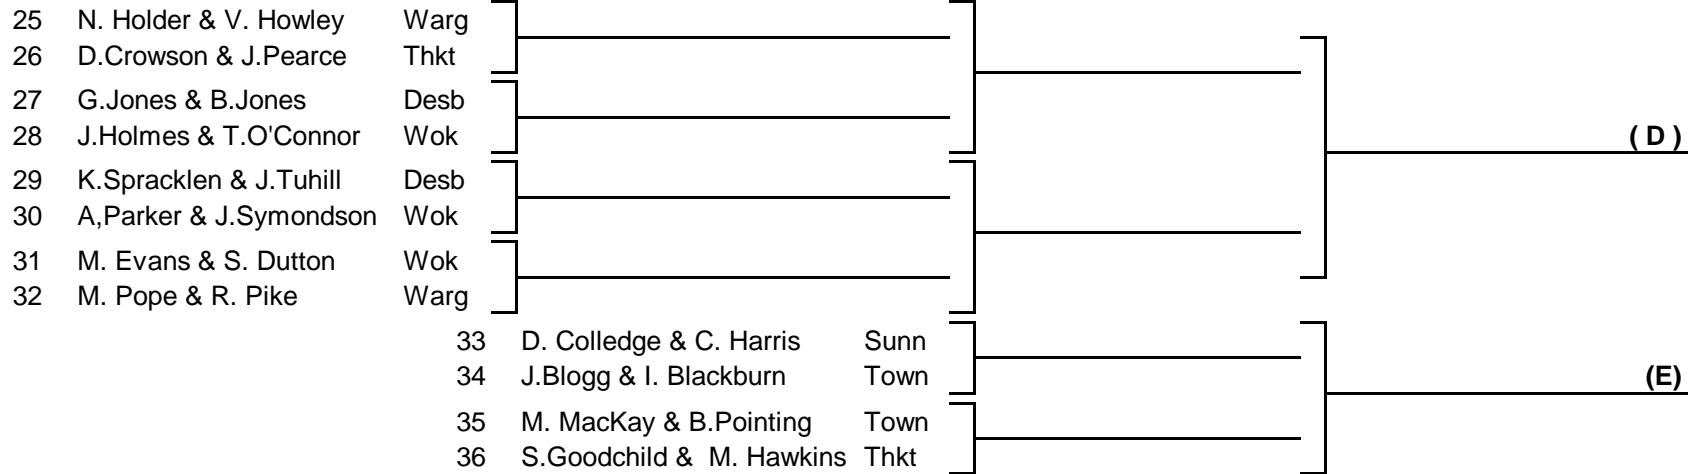 25 N. Holder & V. Howley Warg
26 D.Crowson & J.Pearce Thkt
27 G.Jones & B.Jones Desb
28 J.Holmes & T.O'Connor Wok
( D )
29 K.Spracklen & J.Tuhill Desb
30 A,Parker & J.Symondson Wok
31 M. Evans & S. Dutton Wok
32 M. Pope & R. Pike Warg
33 D. Colledge & C. Harris Sunn
34 J.Blogg & I. Blackburn Town
(E)
35 M. MacKay & B.Pointing Town
36 S.Goodchild & M. Hawkins Thkt